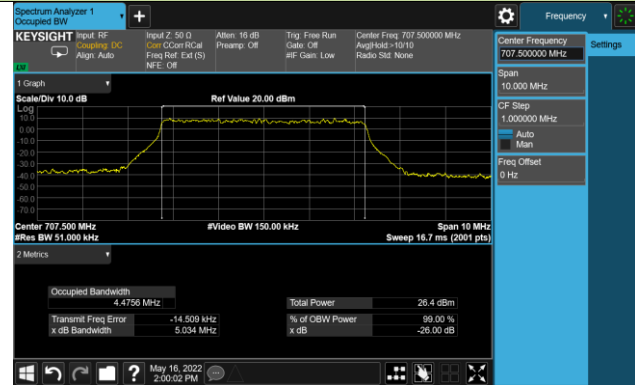 Spectrum Analyzer 1
Occupied BW
Frequency
KEYSIGHT
Input: RF
Coupling: DC
Align: Auto
Input Z: 50 Ω
Corr CCorr RCal
Freq Ref: Ext (S)
NFE: Off
Atten: 16 dB
Preamp: Off
Trig: Free Run
Gate: Off
#IF Gain: Low
Center Freq: 707.500000 MHz
Avg|Hold:>10/10
Radio Std: None
Center Frequency
707.500000 MHz
Settings
Span
10.000 MHz
CF Step
1.000000 MHz
Auto
Man
Freq Offset
0 Hz
1 Graph
Scale/Div 10.0 dB
Ref Value 20.00 dBm
Log
10.0
0.00
-10.0
-20.0
-30.0
-40.0
-50.0
-60.0
-70.0
Center 707.500 MHz
#Video BW 150.00 kHz
Span 10 MHz
#Res BW 51.000 kHz
Sweep 16.7 ms (2001 pts)
2 Metrics
Occupied Bandwidth
4.4756 MHz
Total Power
26.4 dBm
Transmit Freq Error
-14.509 kHz
% of OBW Power
99.00 %
x dB Bandwidth
5.034 MHz
x dB
-26.00 dB
May 16, 2022
2:00:02 PM